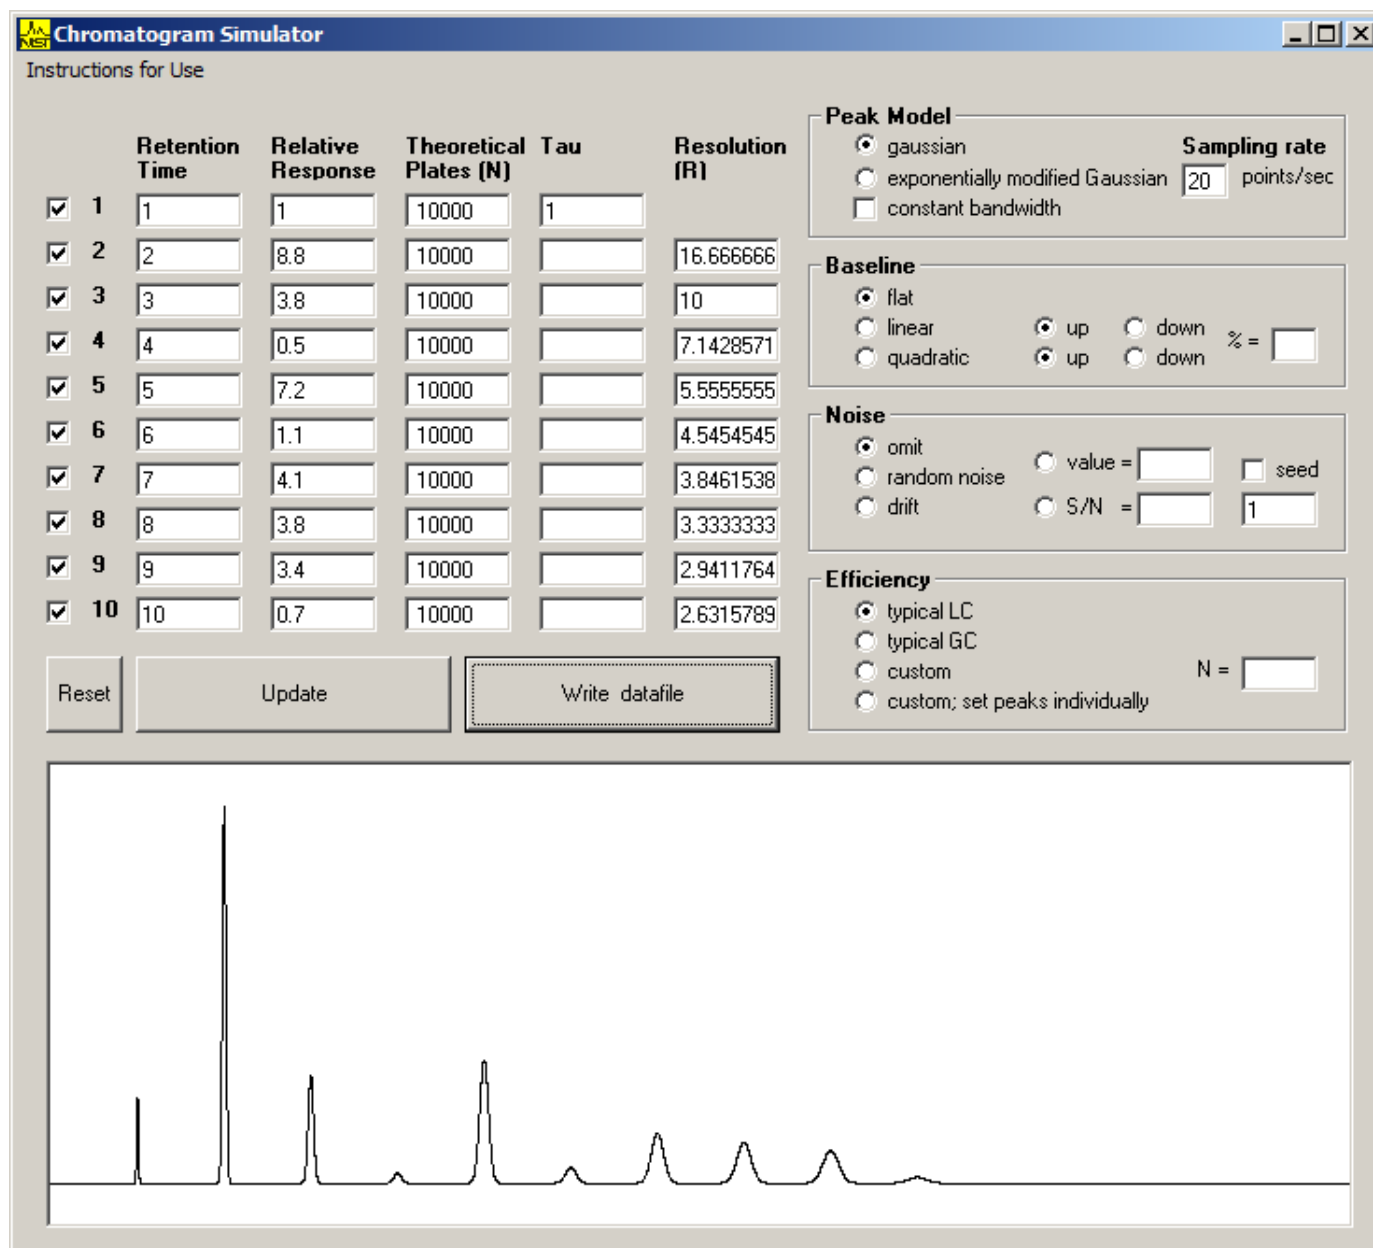 NIST
Chromatogram Simulator
Instructions for Use
Retention Time Relative Response Theoretical Plates (N) Tau Resolution (R)
1 1 1 10000 1
2 2 8.8 10000 16.666666
3 3 3.8 10000 10
4 4 0.5 10000 7.1428571
5 5 7.2 10000 5.5555555
6 6 1.1 10000 4.5454545
7 7 4.1 10000 3.8461538
8 8 3.8 10000 3.3333333
9 9 3.4 10000 2.9411764
10 10 0.7 10000 2.6315789
Reset Update Write datafile
Peak Model
gaussian Sampling rate
exponentially modified Gaussian 20 points/sec
constant bandwidth
Baseline
flat
linear up down % =
quadratic up down
Noise
omit value = seed
random noise
drift S/N = 1
Efficiency
typical LC
typical GC
custom N =
custom; set peaks individually